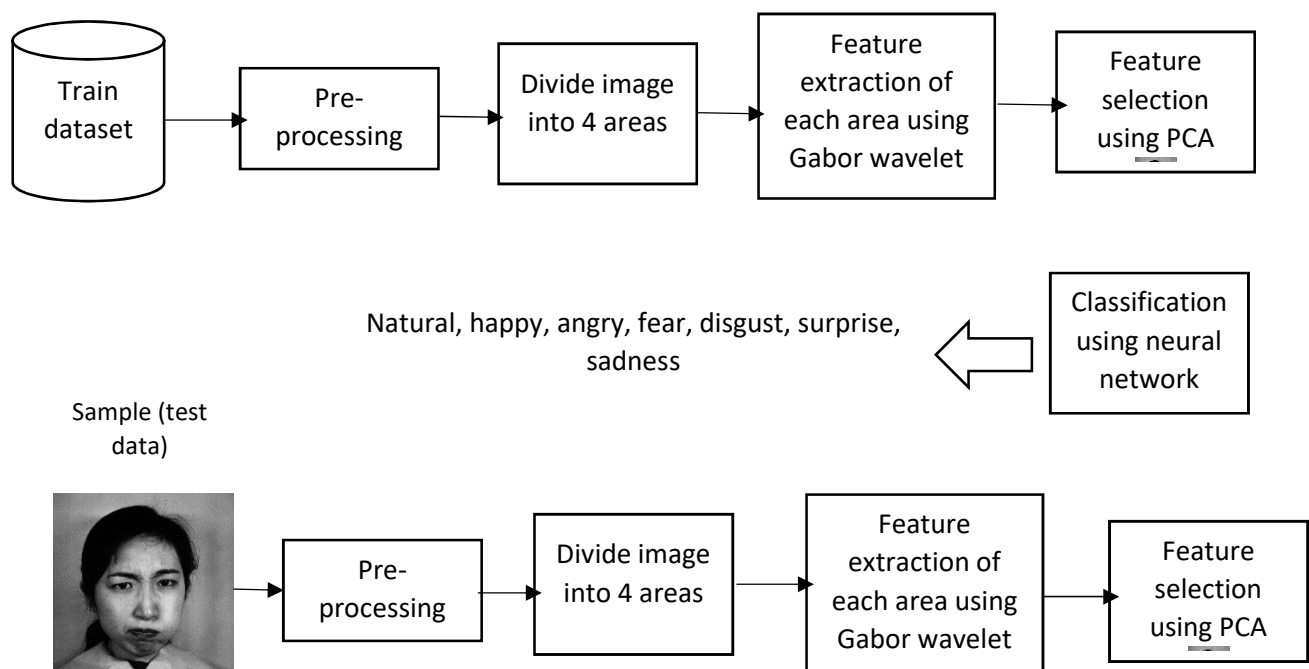 Train
dataset
Pre-
processing
Divide image
into 4 areas
Feature
extraction of
each area using
Gabor wavelet
Feature
selection
using PCA
Natural, happy, angry, fear, disgust, surprise,
sadness
Classification
using neural
network
Sample (test
data)
Pre-
processing
Divide image
into 4 areas
Feature
extraction of
each area using
Gabor wavelet
Feature
selection
using PCA